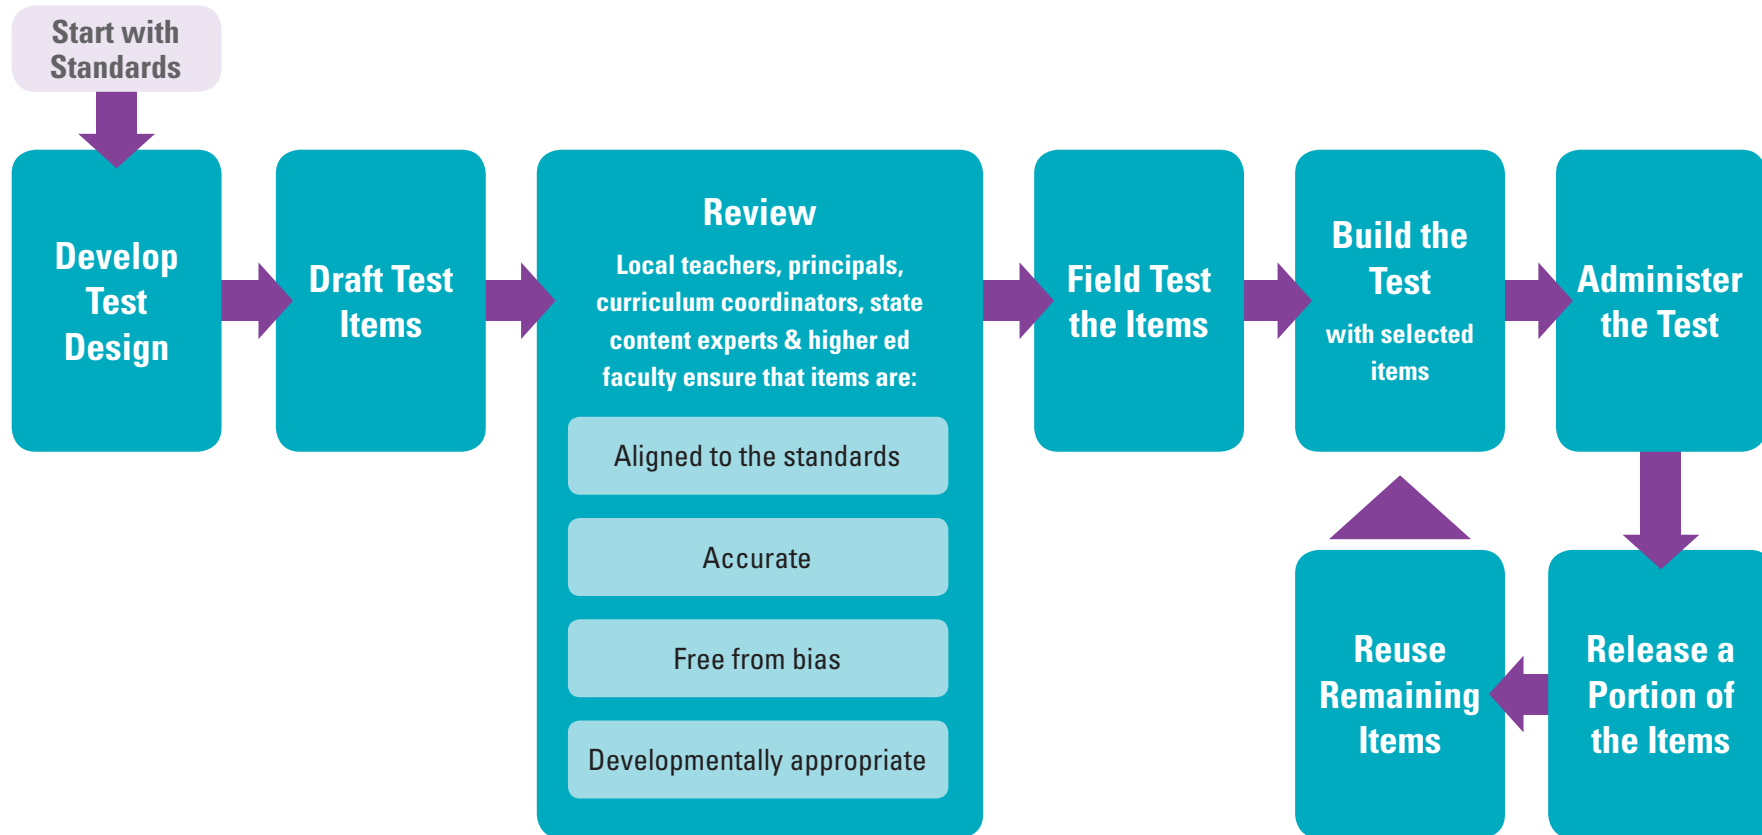 Start with
Standards
Develop
Test
Design
Draft Test
Items
Review
Local teachers, principals,
curriculum coordinators, state
content experts & higher ed
faculty ensure that items are:
Aligned to the standards
Accurate
Free from bias
Developmentally appropriate
Field Test
the Items
Build the
Test
with selected
items
Administer
the Test
Release a
Portion of
the Items
Reuse
Remaining
Items